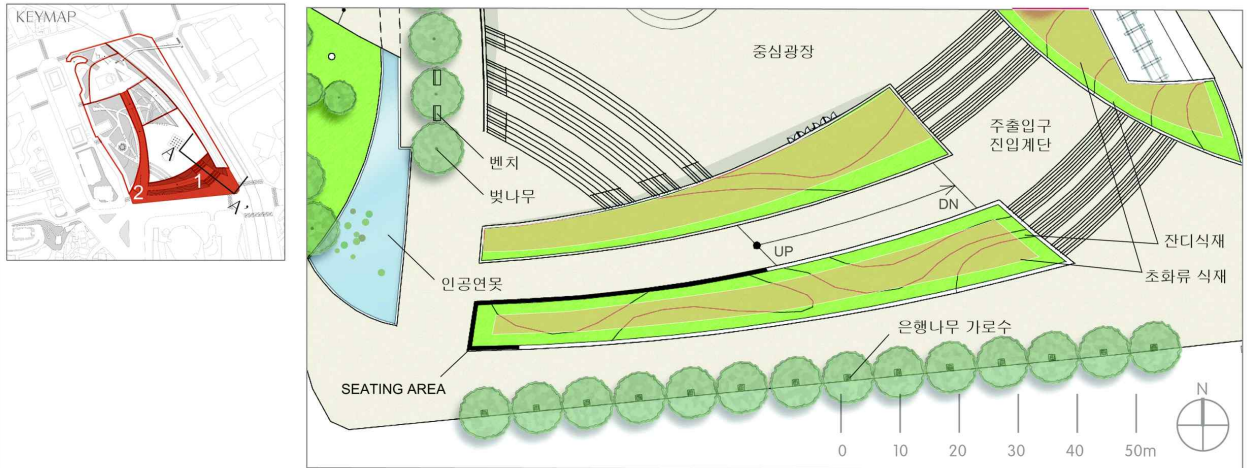 KEYMAP
A
1
2
A'
중심광장
주출입구
진입계단
벤치
벚나무
DN
UP
잔디식재
초화류 식재
인공연못
은행나무 가로수
SEATING AREA
N
0 10 20 30 40 50m